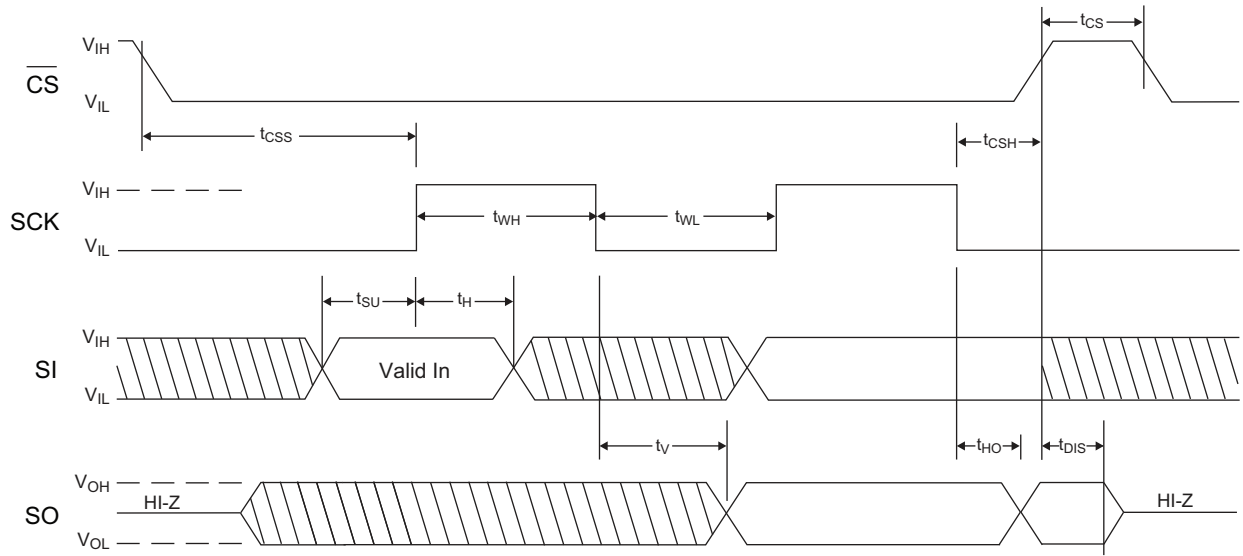 t_CS
V_IH
C̅S̅
V_IL
t_CSS
t_CSH
V_IH
SCK
t_WH
t_WL
V_IL
t_SU
t_H
V_IH
SI
Valid In
V_IL
t_V
t_HO
t_DIS
V_OH
HI-Z
HI-Z
SO
V_OL